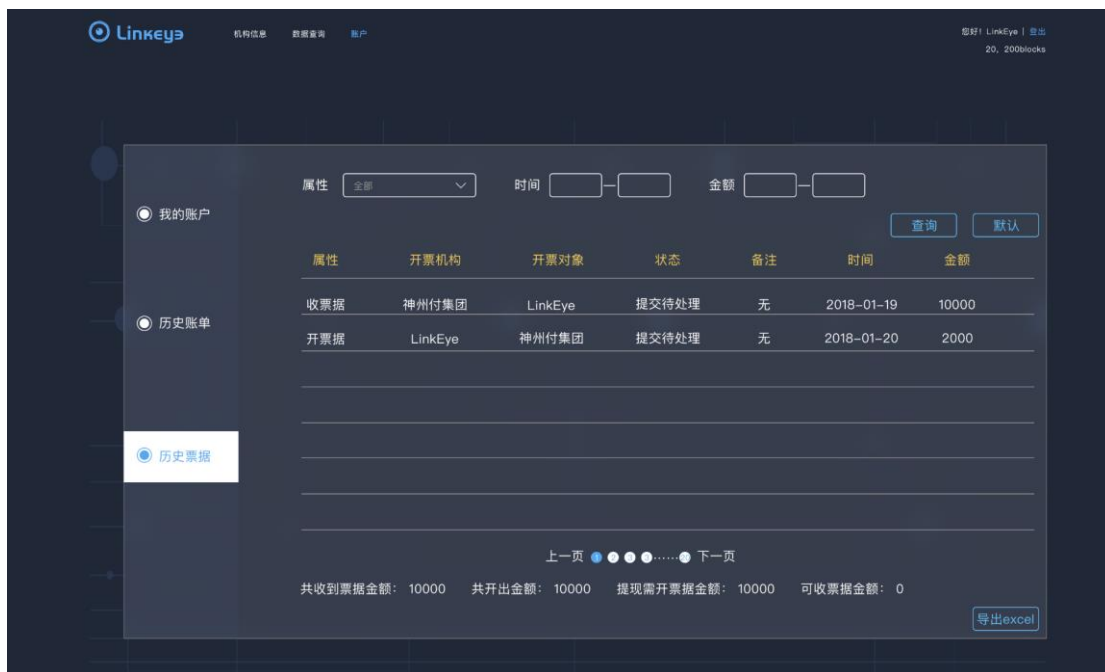 Linkeye 机构信息 数据查询 账户 您好！LinkEye | 登出
20，200blocks
属性 全部 时间 — 金额 —
我的账户
查询 默认
属性 开票机构 开票对象 状态 备注 时间 金额
收票据 神州付集团 LinkEye 提交待处理 无 2018-01-19 10000
历史账单
开票据 LinkEye 神州付集团 提交待处理 无 2018-01-20 2000
历史票据
上一页 1 2 3 …… 下一页
共收到票据金额：10000 共开出金额：10000 提现需开票据金额：10000 可收票据金额：0
导出excel